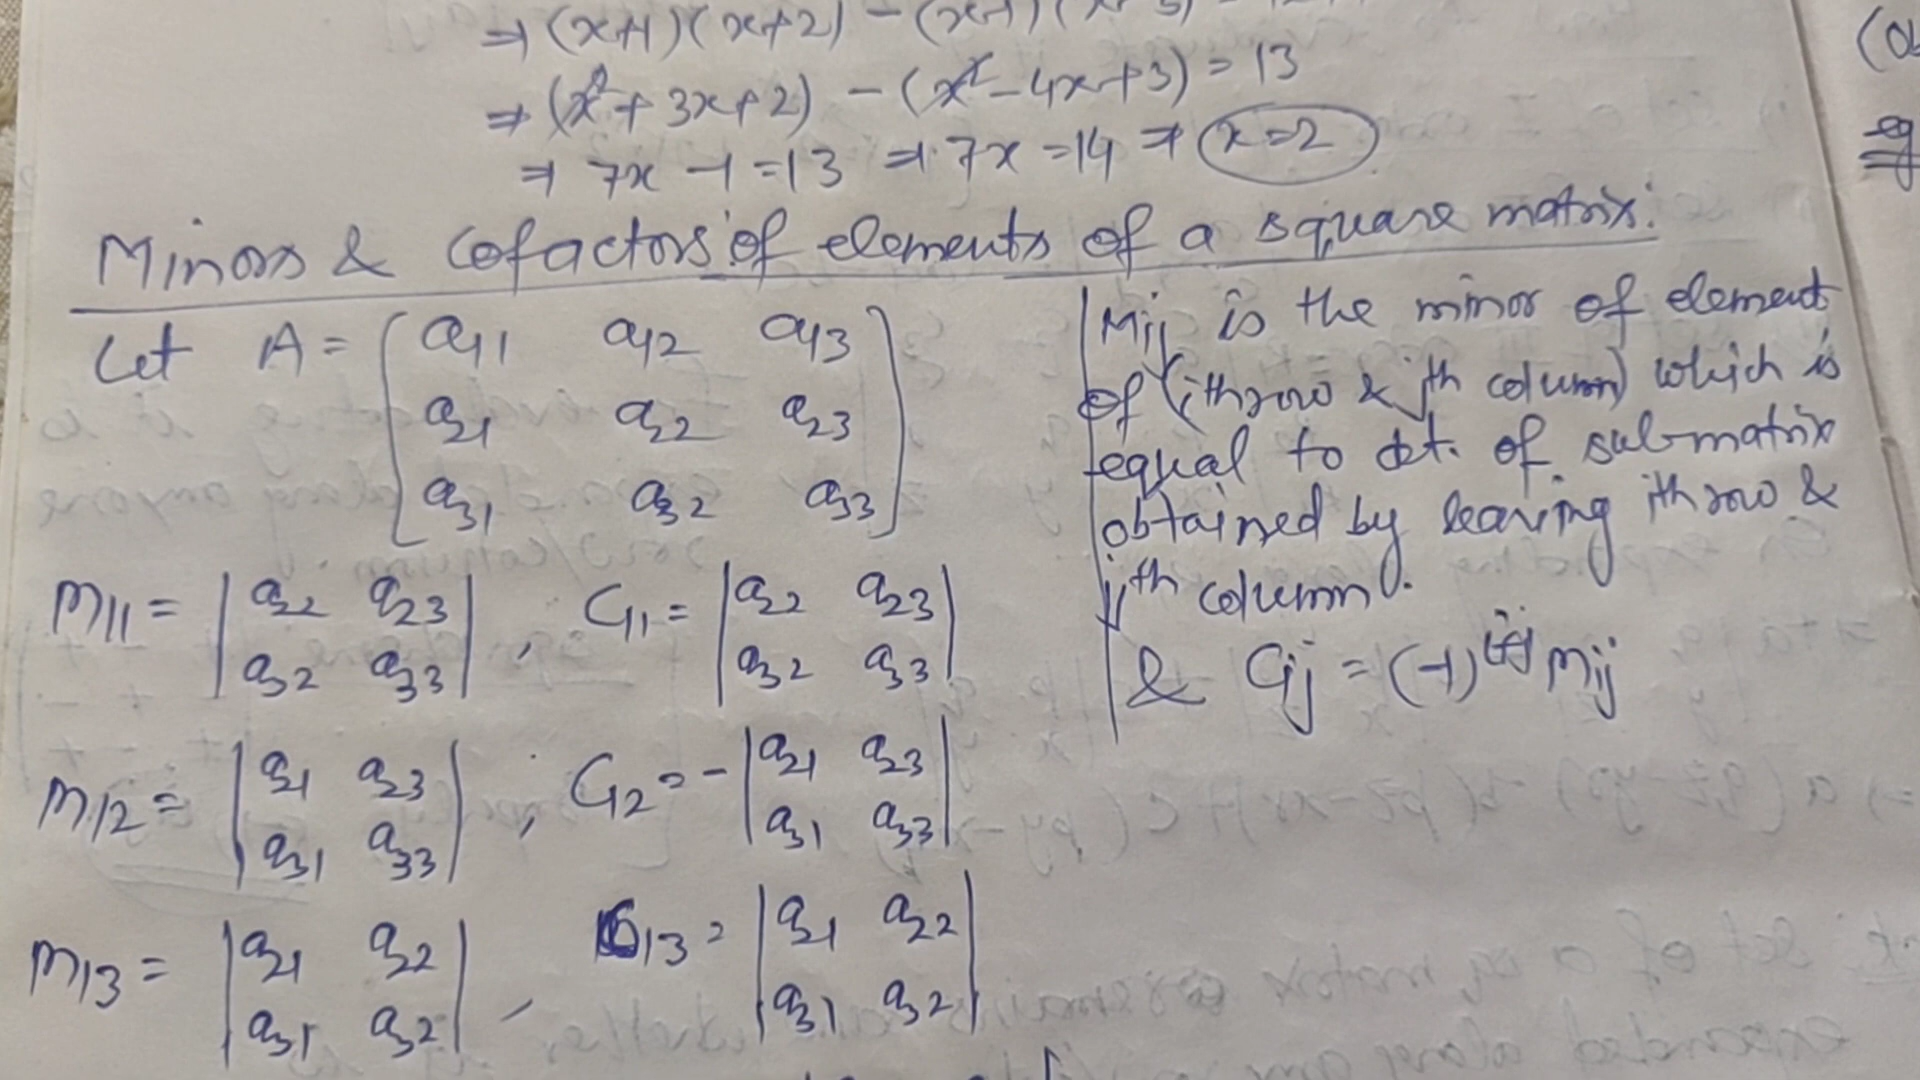 ⇒ (x+1)(x+2) - (x-1)(x-3)
⇒ (x²+3x+2) - (x²-4x+3) = 13
⇒ 7x-1=13 ⇒ 7x=14 ⇒ x=2
Minors & Cofactors of elements of a square matrix:
Let A = [ a11 a12 a13
a21 a22 a23
a31 a32 a33 ]
M11 = | a22 a23 | , C11 = | a22 a23 |
| a32 a33 | | a32 a33 |
M12 = | a21 a23 | , C12 = - | a21 a23 |
| a31 a33 | | a31 a33 |
M13 = | a21 a22 | , C13 = | a21 a22 |
| a31 a32 | | a31 a32 |
Mij is the minor of element
of (ith row & jth column) which is
equal to det. of sub-matrix
obtained by leaving ith row &
jth column.
& Cij = (-1)^(i+j) Mij
eg